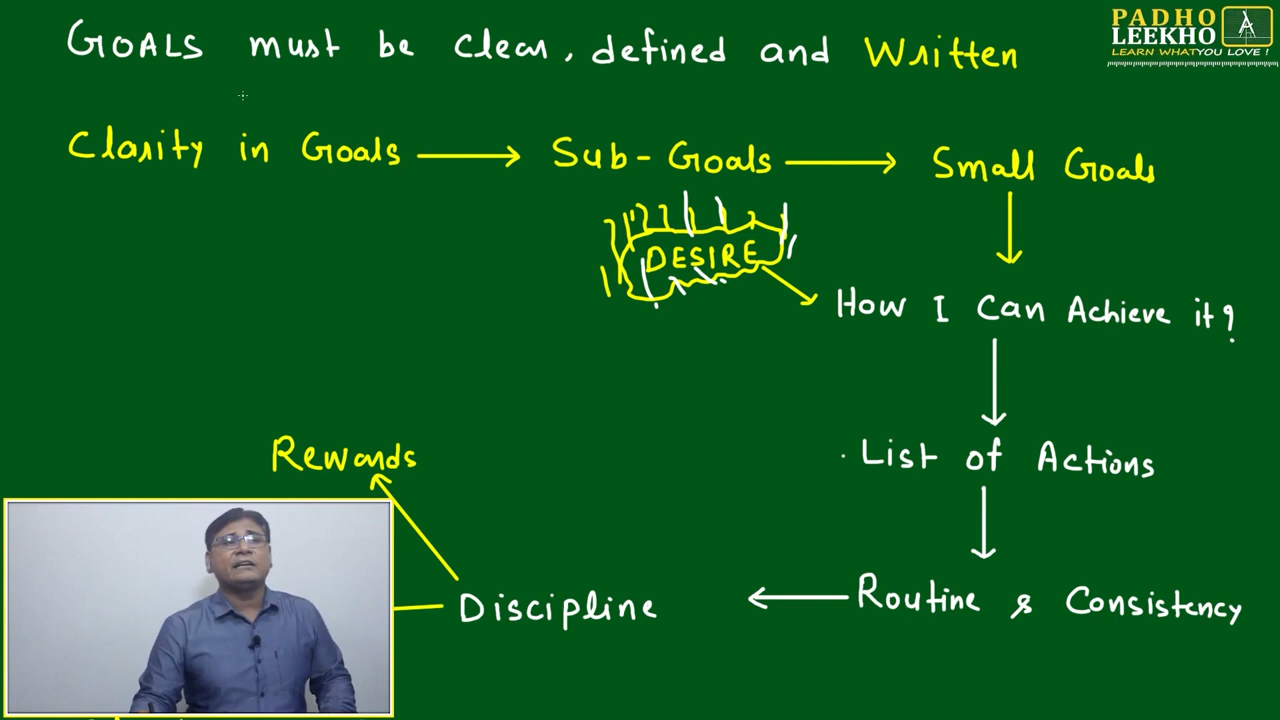 GOALS must be clear, defined and Written
PADHO
LEEKHO
LEARN WHAT YOU LOVE !
Clarity in Goals → Sub-Goals → Small Goals
DESIRE
How I Can Achieve it?
Rewards
List of Actions
Discipline ← Routine & Consistency